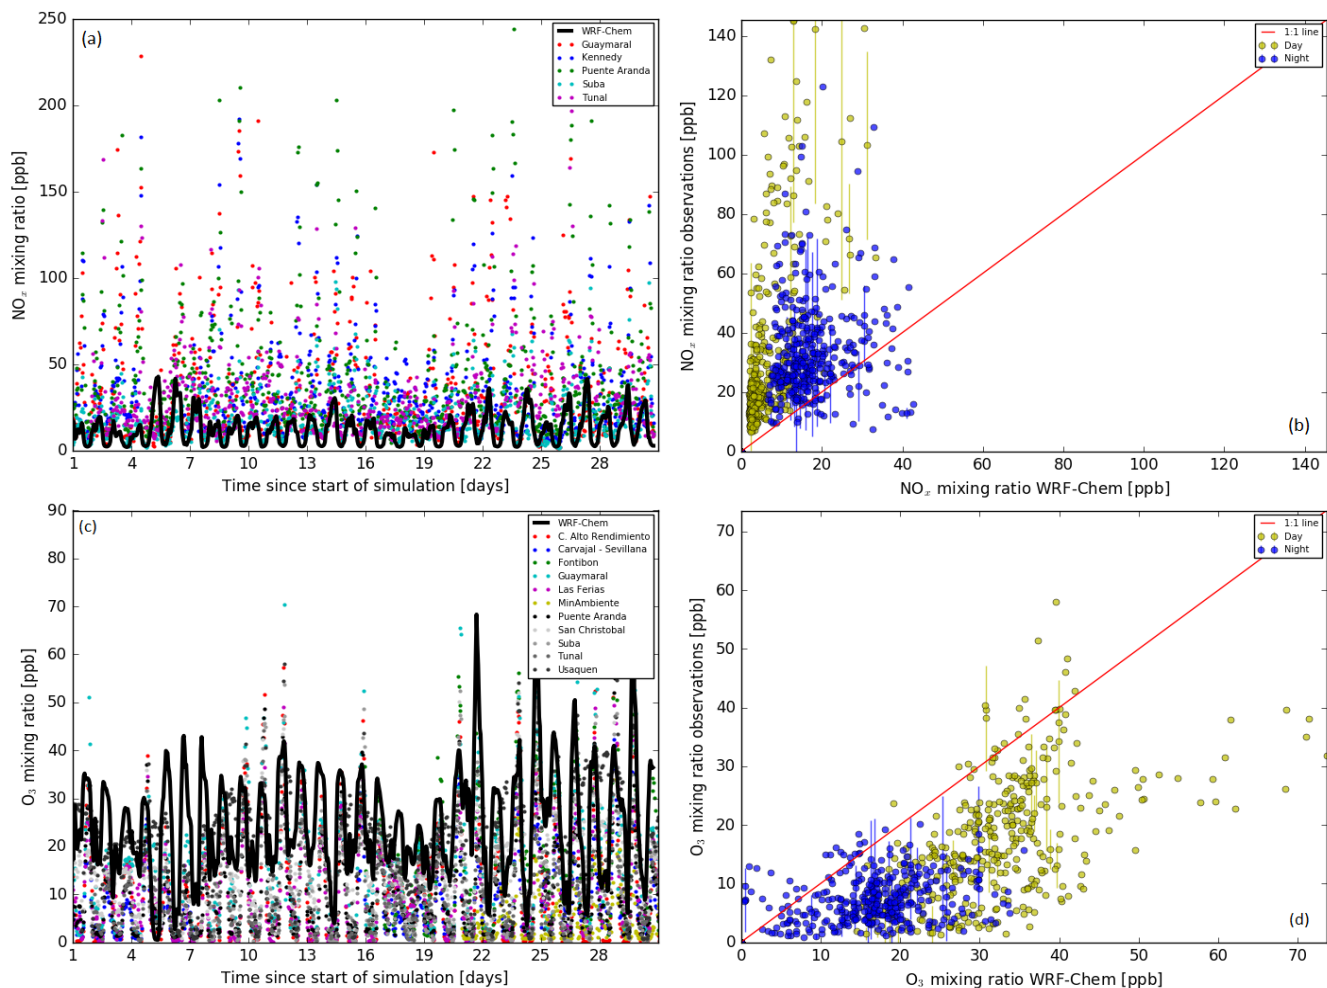 (a)
250
200
150
100
50
0
NOx mixing ratio [ppb]
WRF-Chem
Guaymaral
Kennedy
Puente Aranda
Suba
Tunal
1 4 7 10 13 16 19 22 25 28
Time since start of simulation [days]
140
120
100
80
60
40
20
0
NOx mixing ratio observations [ppb]
1:1 line
Day
Night
(b)
0 20 40 60 80 100 120 140
NOx mixing ratio WRF-Chem [ppb]
(c)
90
80
70
60
50
40
30
20
10
0
O3 mixing ratio [ppb]
WRF-Chem
C. Alto Rendimiento
Carvajal - Sevillana
Fontibon
Guaymaral
Las Ferias
MinAmbiente
Puente Aranda
San Christobal
Suba
Tunal
Usaquen
1 4 7 10 13 16 19 22 25 28
Time since start of simulation [days]
70
60
50
40
30
20
10
0
O3 mixing ratio observations [ppb]
1:1 line
Day
Night
(d)
0 10 20 30 40 50 60 70
O3 mixing ratio WRF-Chem [ppb]